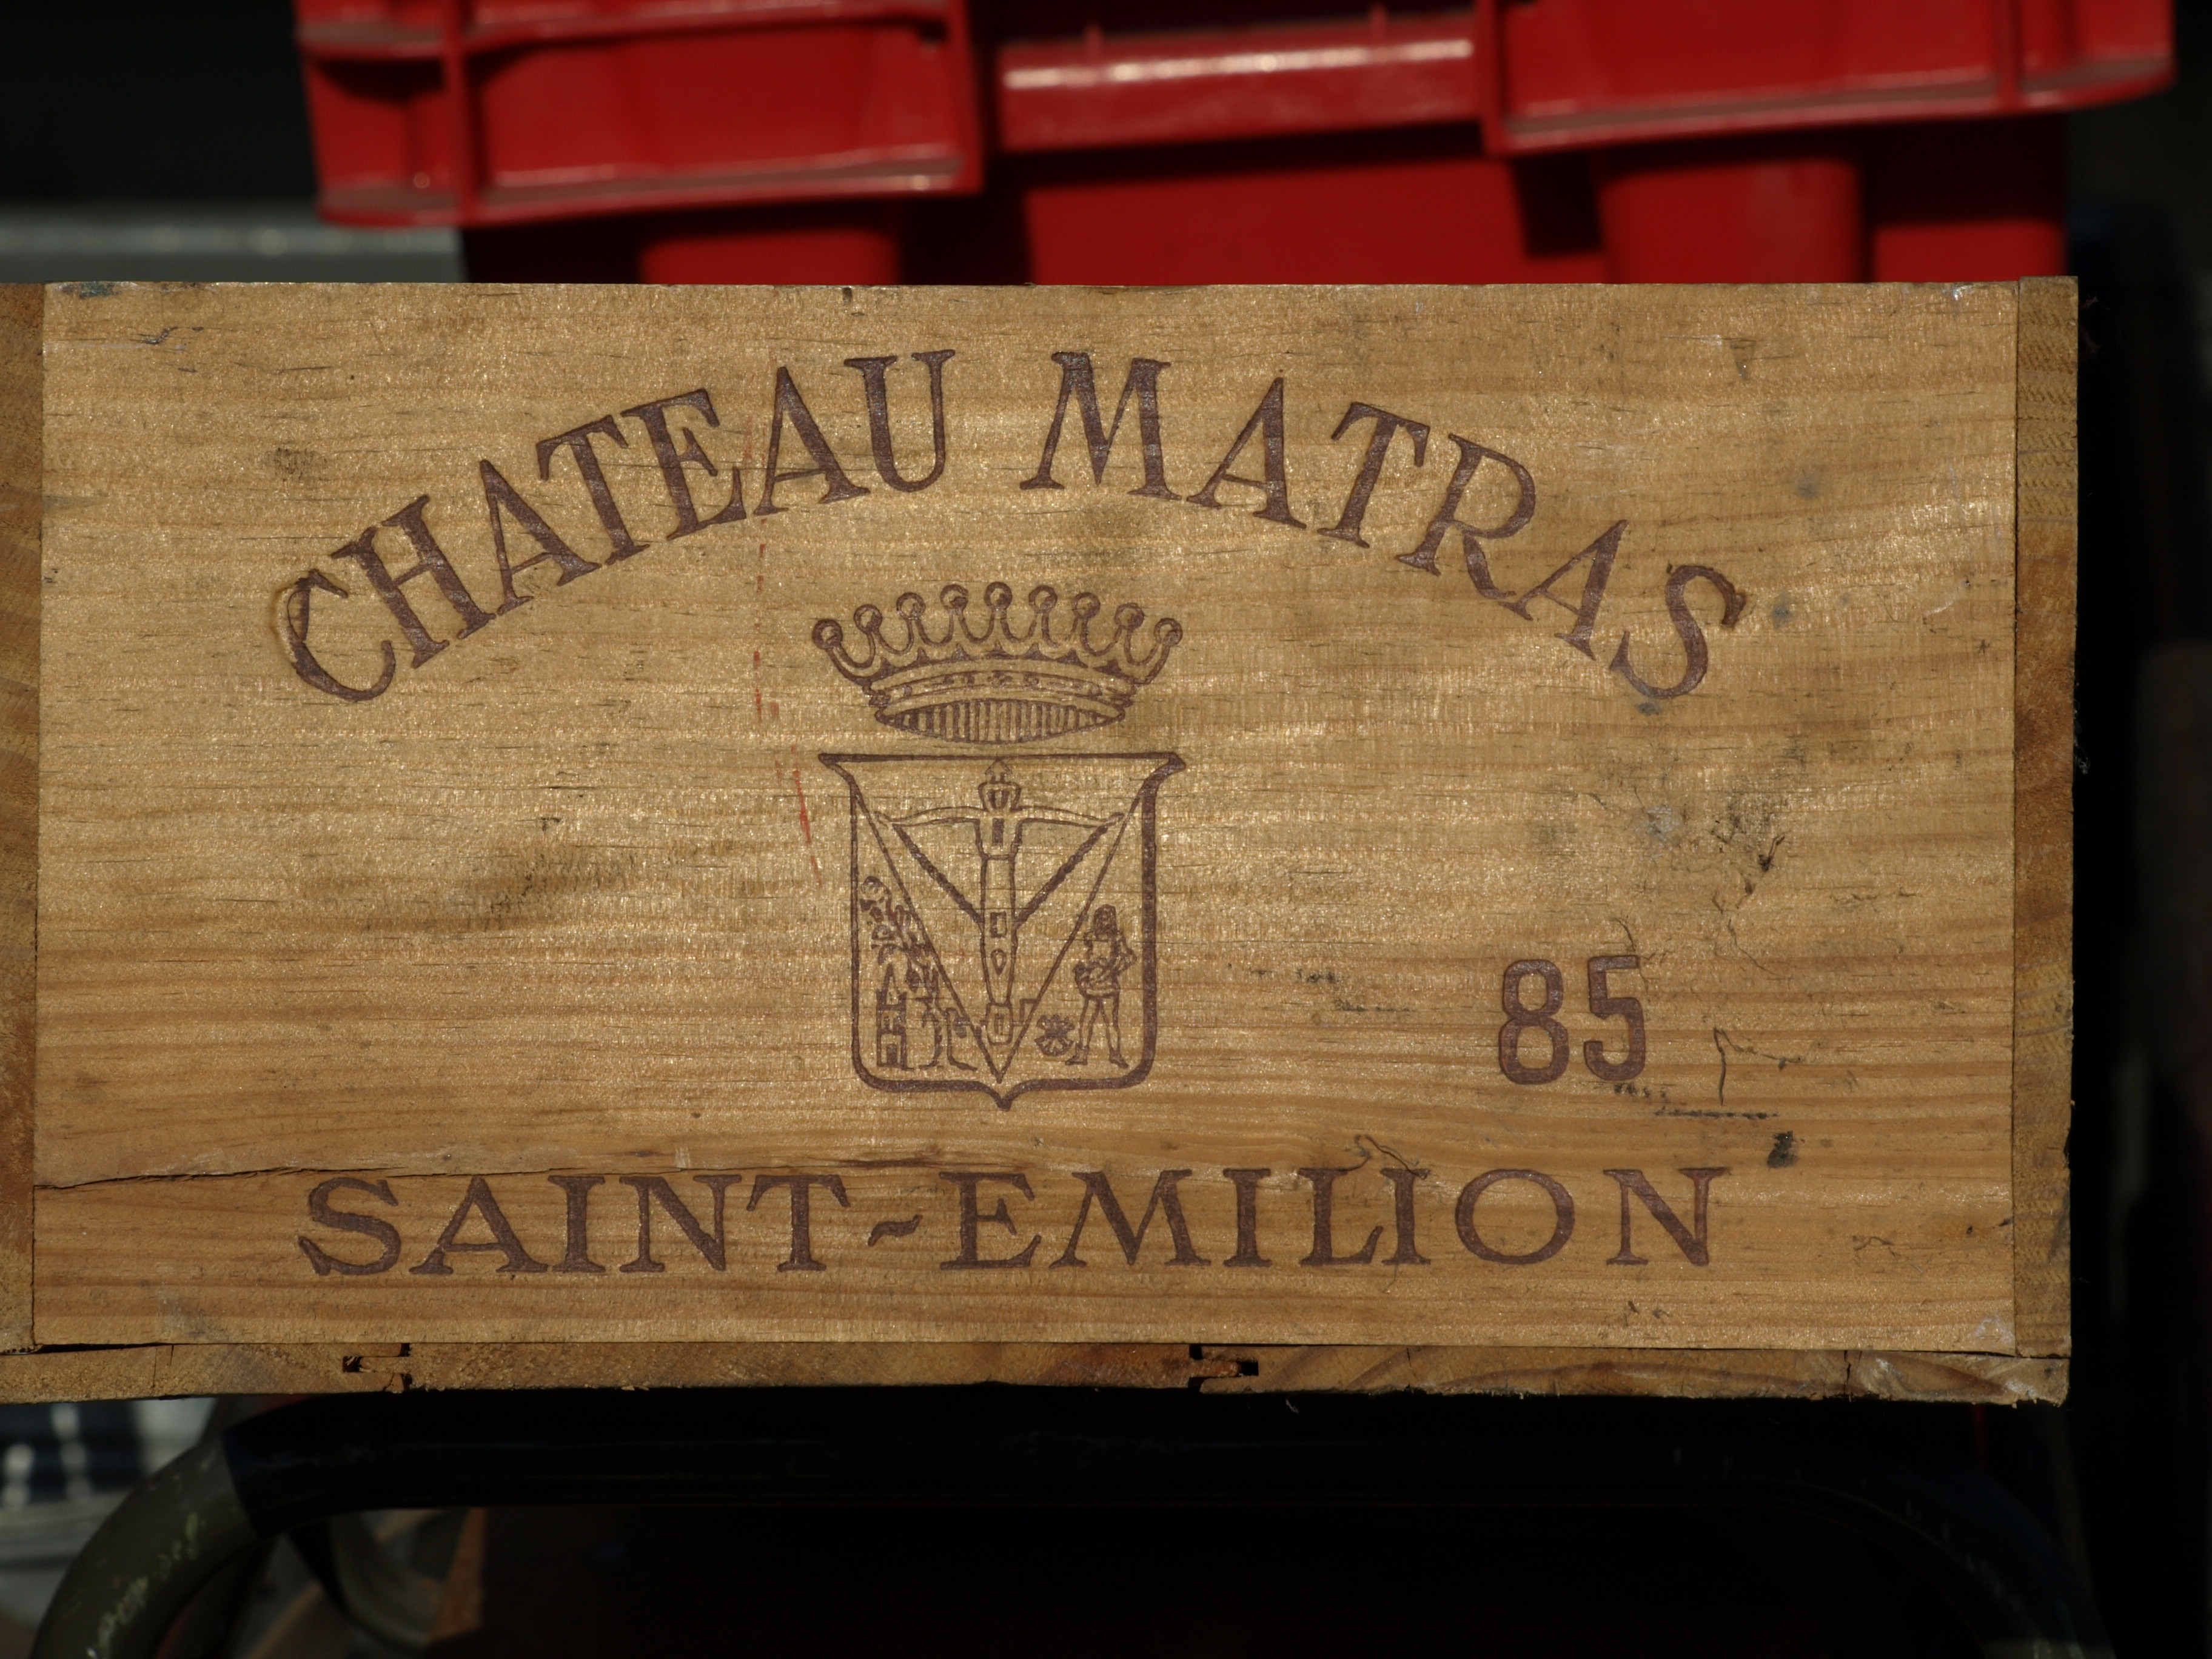 CHATEAU MATRAS
85
SAINT-EMILION